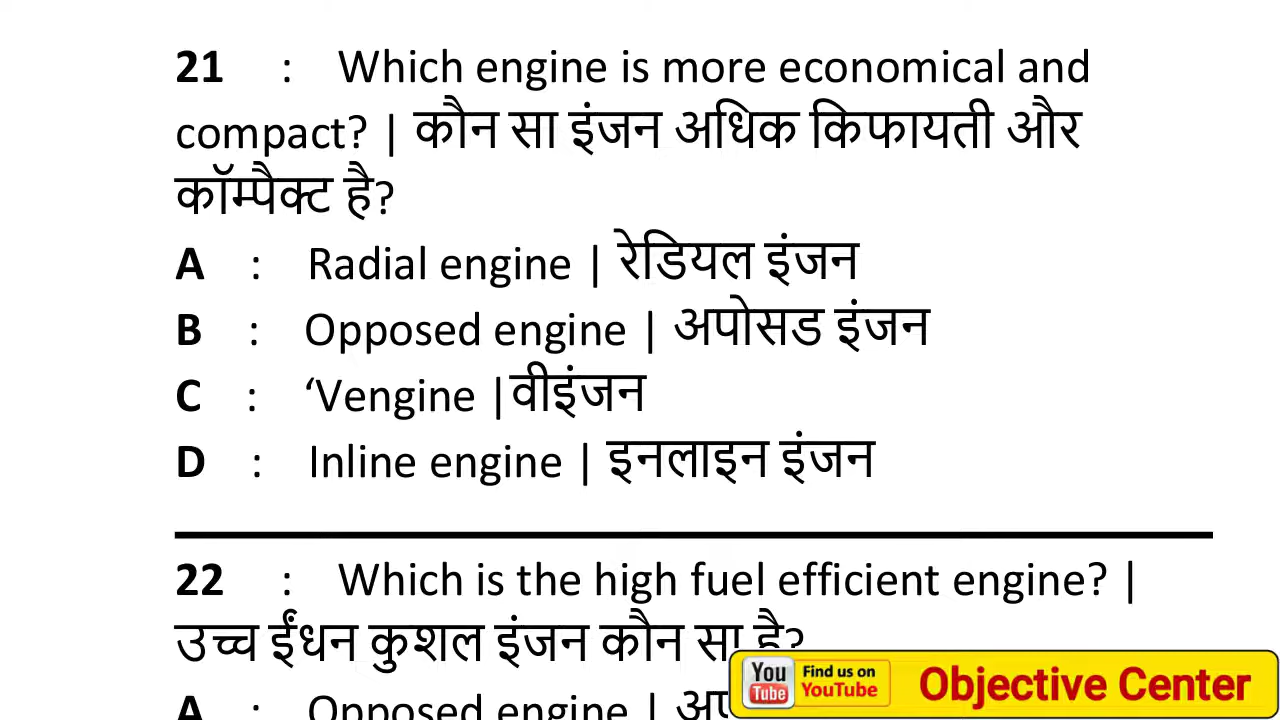 21 : Which engine is more economical and
compact? | कौन सा इंजन अधिक किफायती और
कॉम्पैक्ट है?
A : Radial engine | रेडियल इंजन
B : Opposed engine | अपोसड इंजन
C : ‘Vengine |वीइंजन
D : Inline engine | इनलाइन इंजन
22 : Which is the high fuel efficient engine? |
उच्च ईंधन कुशल इंजन कौन सा है?
A : Opposed engine |
You Tube
Find us on
YouTube
Objective Center